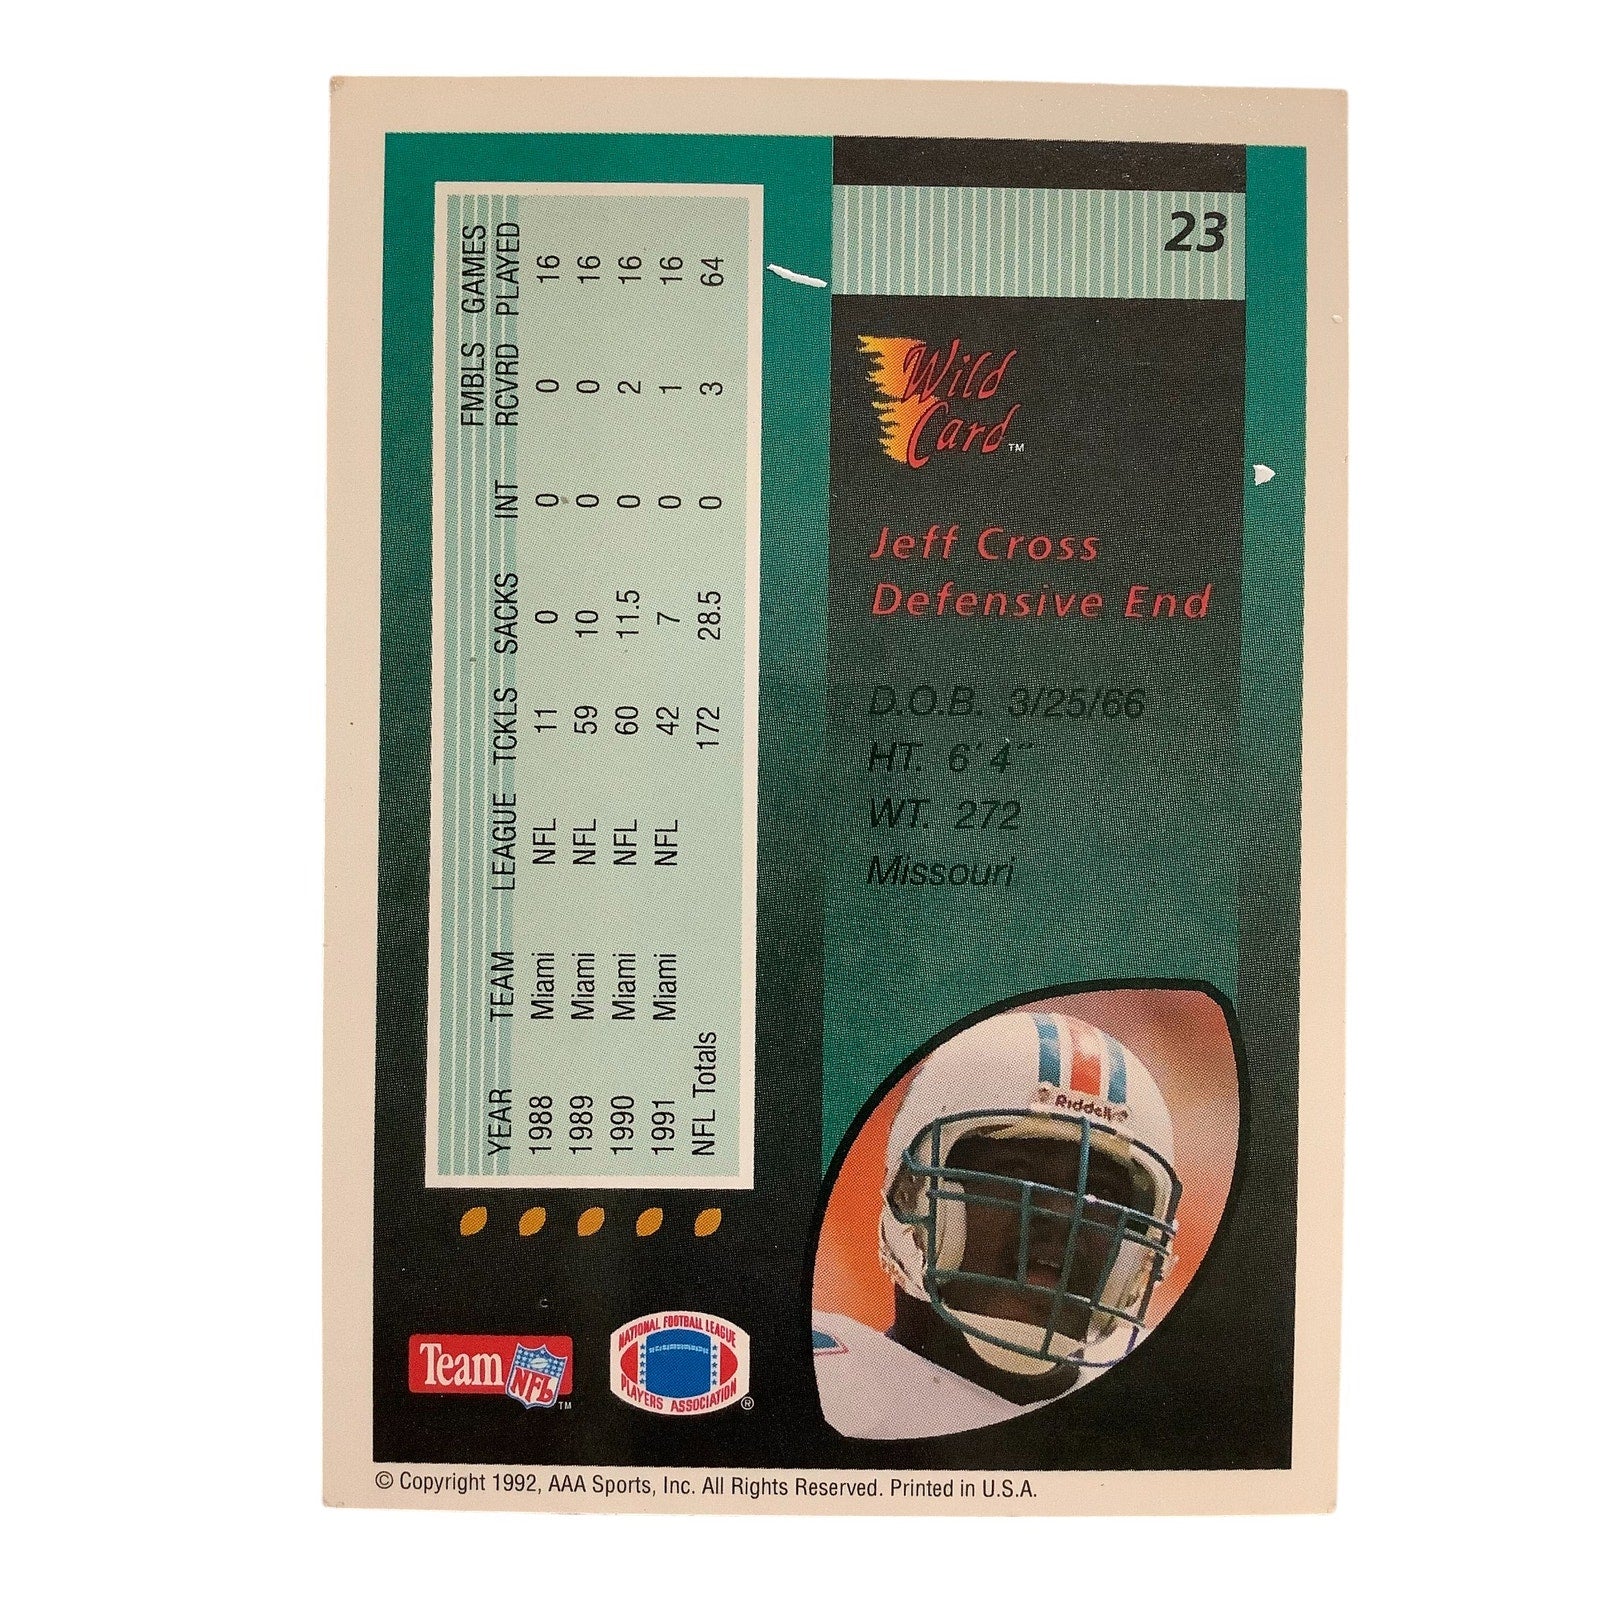 23
Wild
Card™
Jeff Cross
Defensive End
D.O.B. 3/25/66
HT. 6' 4"
WT. 272
Missouri
FMBLS GAMES
YEAR TEAM LEAGUE TCKLS SACKS INT RCVRD PLAYED
1988 Miami NFL 11 0 0 0 16
1989 Miami NFL 59 10 0 0 16
1990 Miami NFL 60 11.5 0 2 16
1991 Miami NFL 42 7 0 1 16
NFL Totals 172 28.5 0 3 64
Riddell
Team NFL™
NATIONAL FOOTBALL LEAGUE
PLAYERS ASSOCIATION
®
© Copyright 1992, AAA Sports, Inc. All Rights Reserved. Printed in U.S.A.